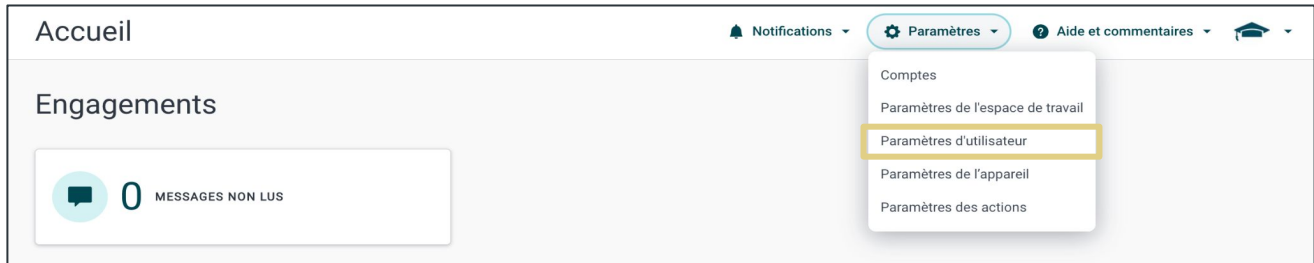 Accueil
Notifications
Paramètres
Aide et commentaires
Comptes
Paramètres de l'espace de travail
Paramètres d'utilisateur
Paramètres de l'appareil
Paramètres des actions
Engagements
0 MESSAGES NON LUS